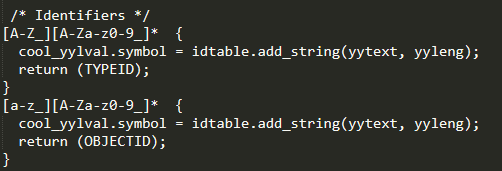 /* Identifiers */
[A-Z_][A-Za-z0-9_]*  {
  cool_yylval.symbol = idtable.add_string(yytext, yyleng);
  return (TYPEID);
}
[a-z_][A-Za-z0-9_]*  {
  cool_yylval.symbol = idtable.add_string(yytext, yyleng);
  return (OBJECTID);
}